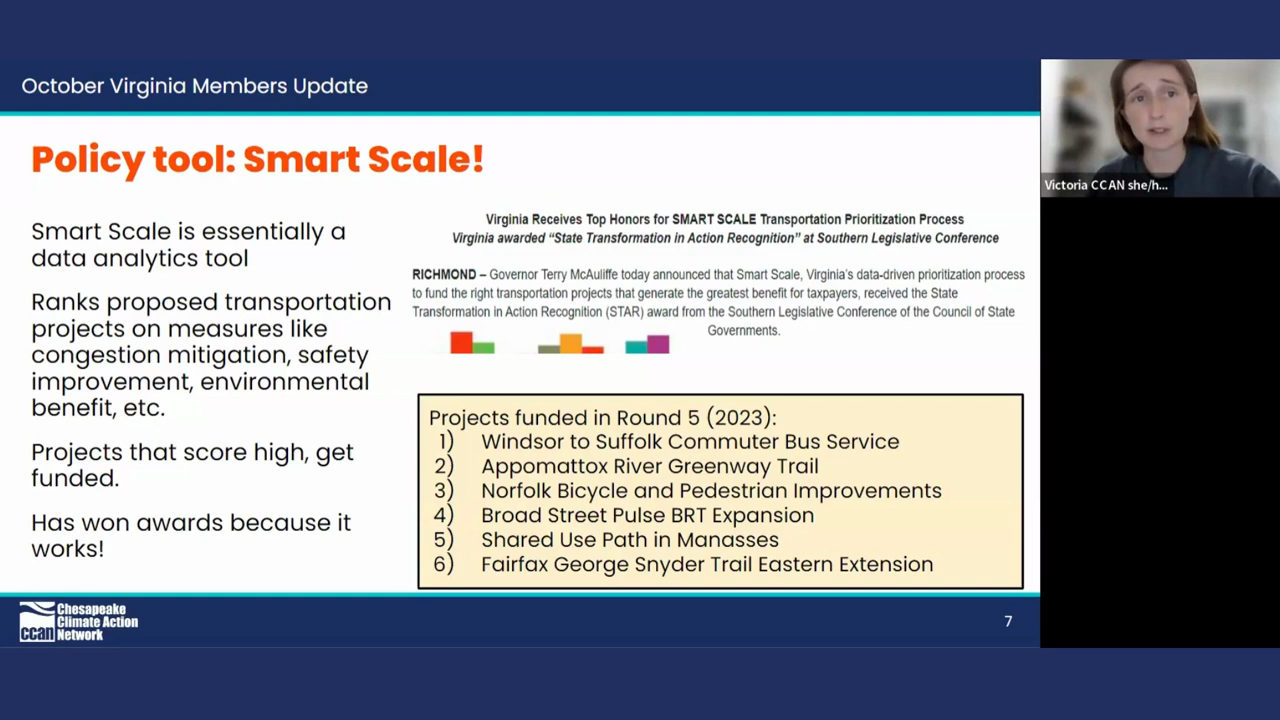 October Virginia Members Update
Policy tool: Smart Scale!
Smart Scale is essentially a
data analytics tool
Ranks proposed transportation
projects on measures like
congestion mitigation, safety
improvement, environmental
benefit, etc.
Projects that score high, get
funded.
Has won awards because it
works!
Virginia Receives Top Honors for SMART SCALE Transportation Prioritization Process
Virginia awarded “State Transformation in Action Recognition” at Southern Legislative Conference
RICHMOND – Governor Terry McAuliffe today announced that Smart Scale, Virginia’s data-driven prioritization process
to fund the right transportation projects that generate the greatest benefit for taxpayers, received the State
Transformation in Action Recognition (STAR) award from the Southern Legislative Conference of the Council of State
Governments.
Projects funded in Round 5 (2023):
1) Windsor to Suffolk Commuter Bus Service
2) Appomattox River Greenway Trail
3) Norfolk Bicycle and Pedestrian Improvements
4) Broad Street Pulse BRT Expansion
5) Shared Use Path in Manasses
6) Fairfax George Snyder Trail Eastern Extension
Victoria CCAN she/h...
ccan
Chesapeake
Climate Action
Network
7